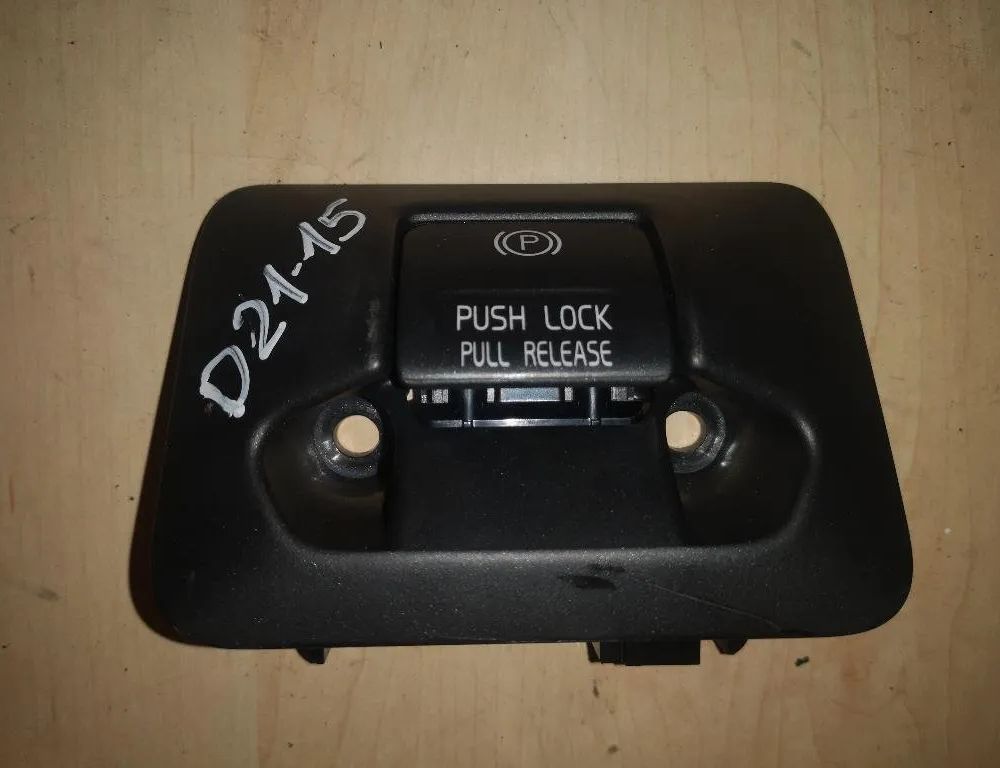 D21-15
P
PUSH LOCK
PULL RELEASE